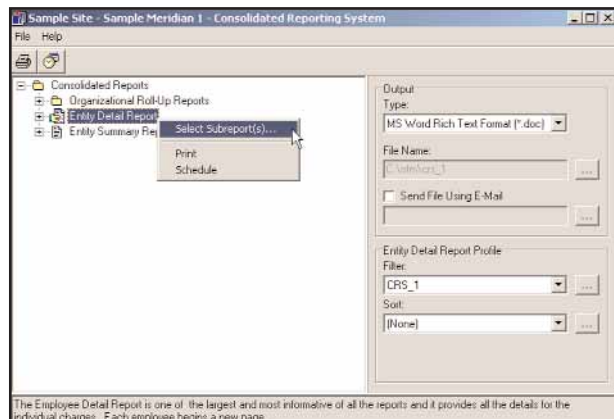 Sample Site - Sample Meridian 1 - Consolidated Reporting System
File Help
Consolidated Reports
Organizational Roll-Up Reports
Entity Detail Report
Entity Summary Rep
Select Subreport(s)...
Print
Schedule
Output
Type:
MS Word Rich Text Format (*.doc)
File Name:
...
Send File Using E-Mail
...
Entity Detail Report Profile
Filter:
CRS_1
...
Sort:
(None)
...
The Employee Detail Report is one of the largest and most informative of all the reports and it provides all the details for the
individual charges. Each employee begins a new page.